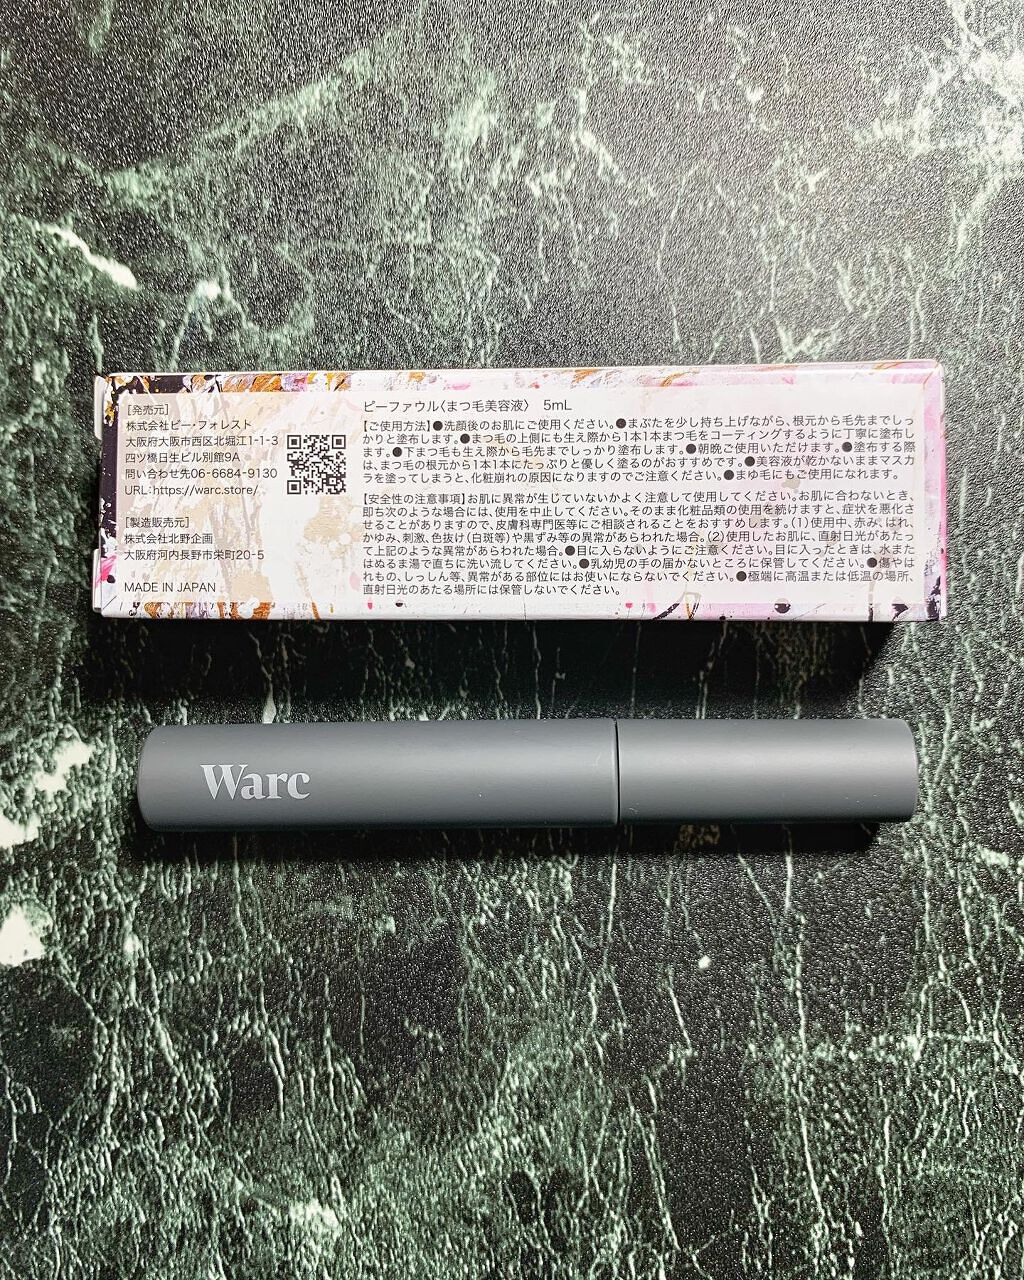 [発売元]
株式会社ビー・フォレスト
大阪府大阪市西区北堀江1-1-3
四ツ橋日生ビル別館9A
問い合わせ先06-6684-9130
URL:https://warc.store/
[製造販売元]
株式会社北野企画
大阪府河内長野市栄町20-5
MADE IN JAPAN
ピーファウル〈まつ毛美容液〉 5mL
【ご使用方法】●洗顔後のお肌にご使用ください。●まぶたを少し持ち上げながら、根元から毛先までしっ
かりと塗布します。●まつ毛の上側にも生え際から1本1本まつ毛をコーティングするように丁寧に塗布し
ます。●下まつ毛も生え際から毛先までしっかり塗布します。●朝晩ご使用いただけます。●塗布する際
は、まつ毛の根元から1本1本にたっぷりと優しく塗るのがおすすめです。●美容液が乾かないままマスカ
ラを塗ってしまうと、化粧崩れの原因になりますのでご注意ください。●まゆ毛にもご使用になれます。
【安全性の注意事項】お肌に異常が生じていないかよく注意して使用してください。お肌に合わないとき、
即ち次のような場合には、使用を中止してください。そのまま化粧品類の使用を続けますと、症状を悪化さ
せることがありますので、皮膚科専門医等にご相談されることをおすすめします。(1)使用中、赤み、はれ、
かゆみ、刺激、色抜け(白斑等)や黒ずみ等の異常があらわれた場合。(2)使用したお肌に、直射日光があたっ
て上記のような異常があらわれた場合。●目に入らないようにご注意ください。目に入ったときは、水また
はぬるま湯で直ちに洗い流してください。●乳幼児の手の届かないところに保管してください。●傷やは
れもの、しっしん等、異常がある部位にはお使いにならないでください。●極端に高温または低温の場所、
直射日光のあたる場所には保管しないでください。
Warc